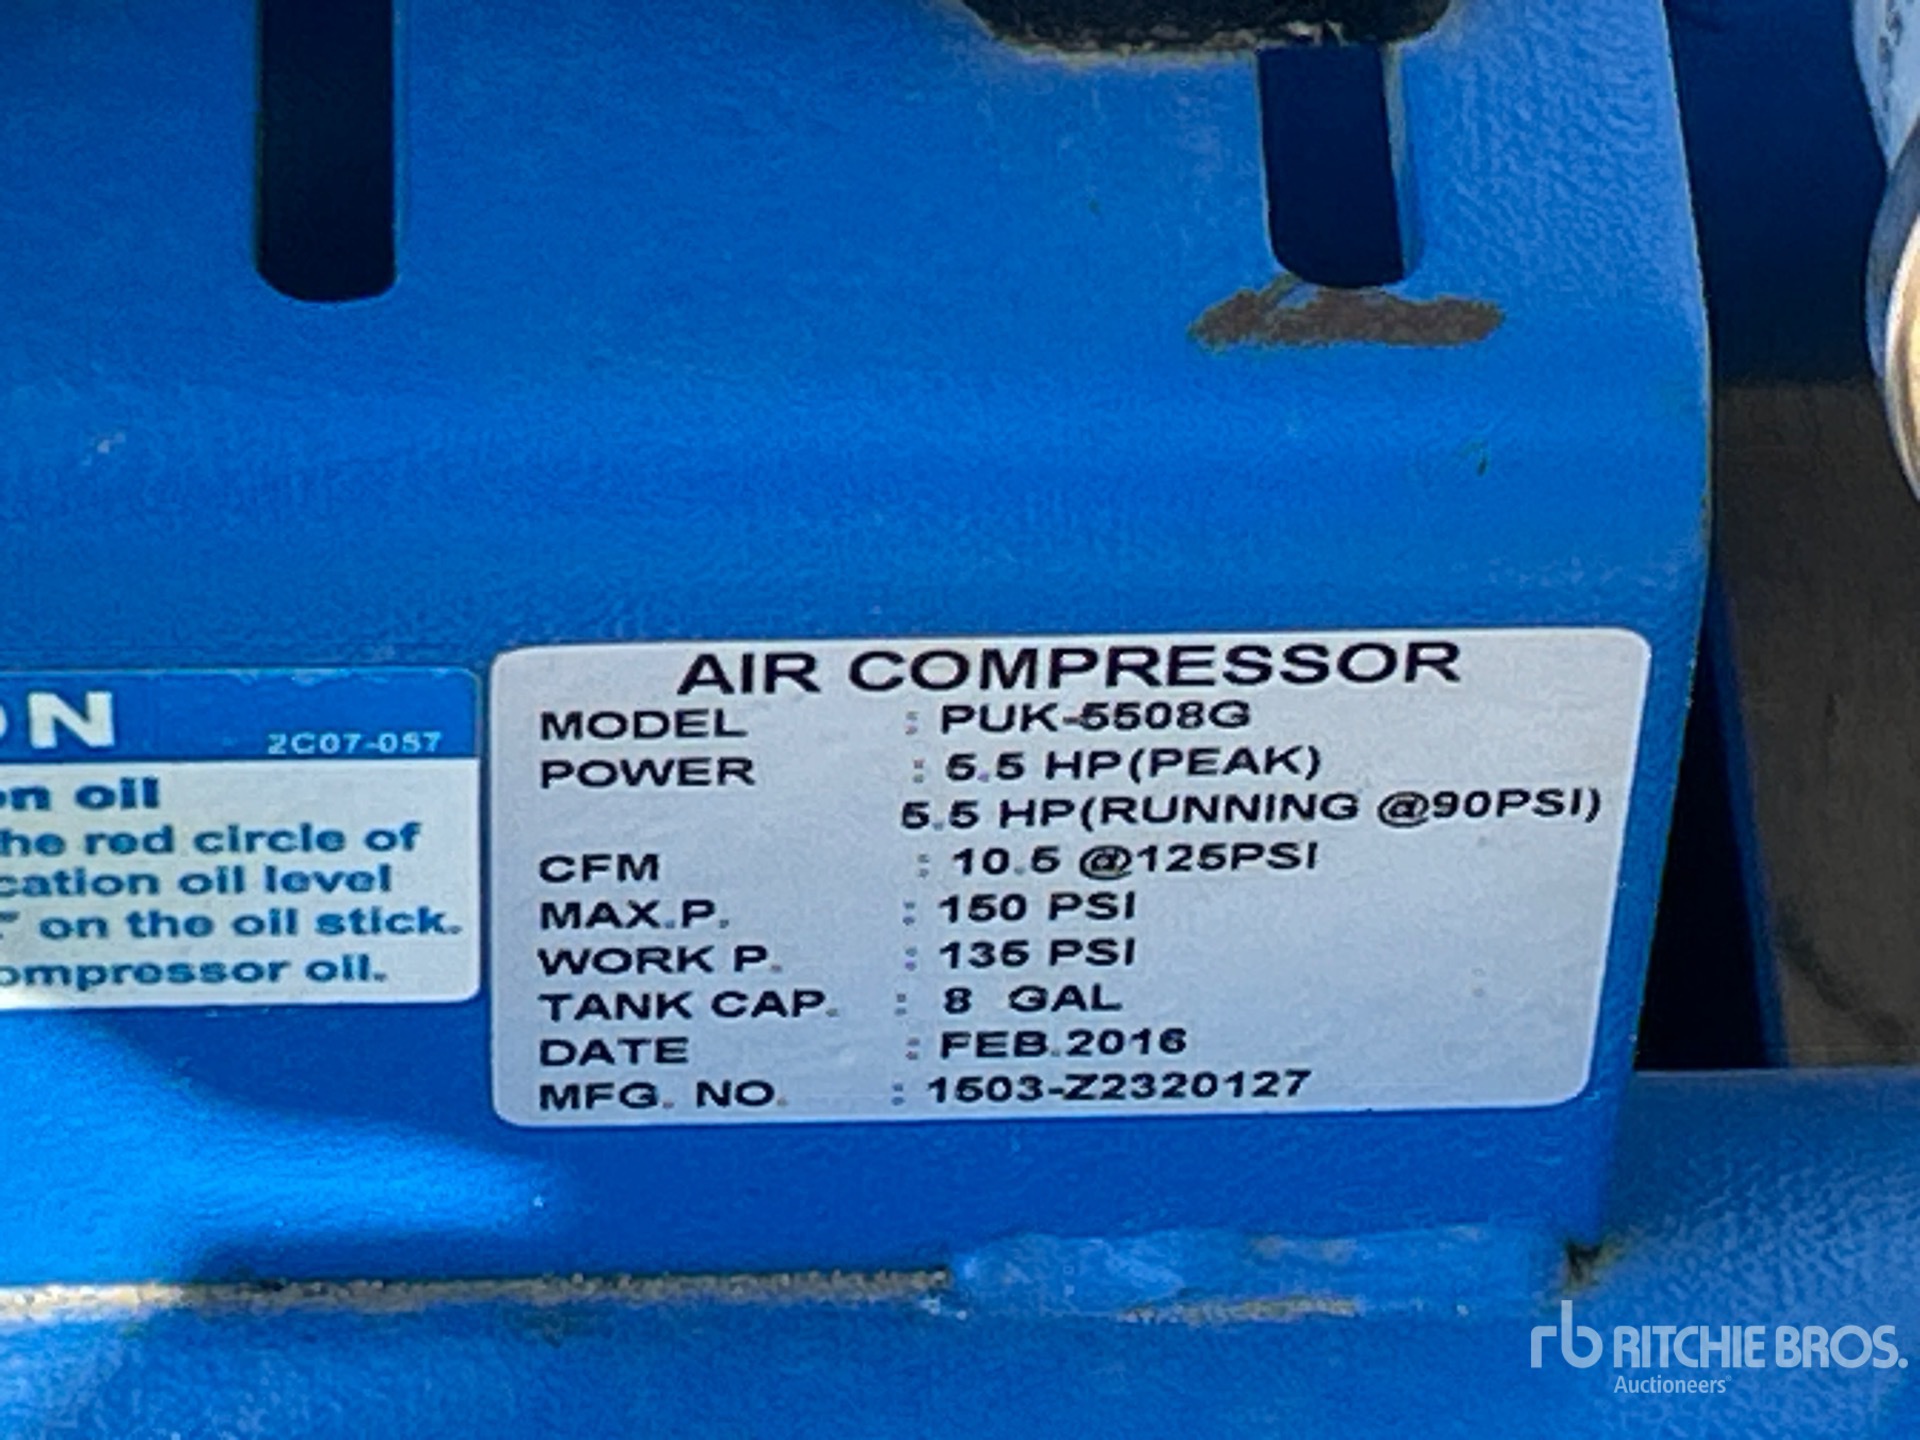 ON
2C07-057
on oil
he red circle of
cation oil level
on the oil stick.
ompressor oil.
AIR COMPRESSOR
MODEL : PUK-5508G
POWER : 5.5 HP(PEAK)
5.5 HP(RUNNING @90PSI)
CFM : 10.5 @125PSI
MAX.P. : 150 PSI
WORK P. : 135 PSI
TANK CAP. : 8 GAL
DATE : FEB.2016
MFG. NO. : 1503-Z2320127
rb RITCHIE BROS.
Auctioneers